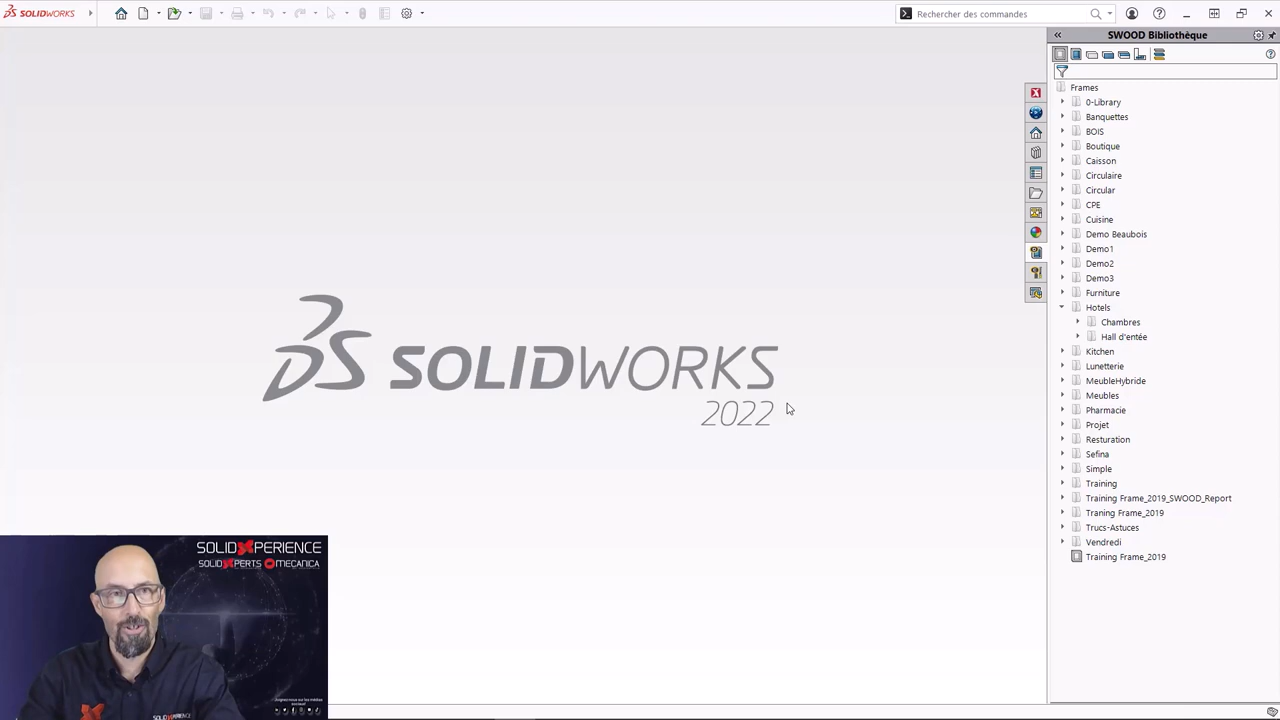 SOLIDWORKS
Rechercher des commandes
SWOOD Bibliothèque
Frames
0-Library
Banquettes
BOIS
Boutique
Caisson
Circulaire
Circular
CPE
Cuisine
Demo Beaubois
Demo1
Demo2
Demo3
Furniture
Hotels
Chambres
Hall d'entée
Kitchen
Lunetterie
MeubleHybride
Meubles
Pharmacie
Projet
Resturation
Sefina
Simple
Training
Training Frame_2019_SWOOD_Report
Traning Frame_2019
Trucs-Astuces
Vendredi
Training Frame_2019
SOLIDWORKS
2022
SOLIDXPERIENCE
SOLIDXPERTS MECANICA